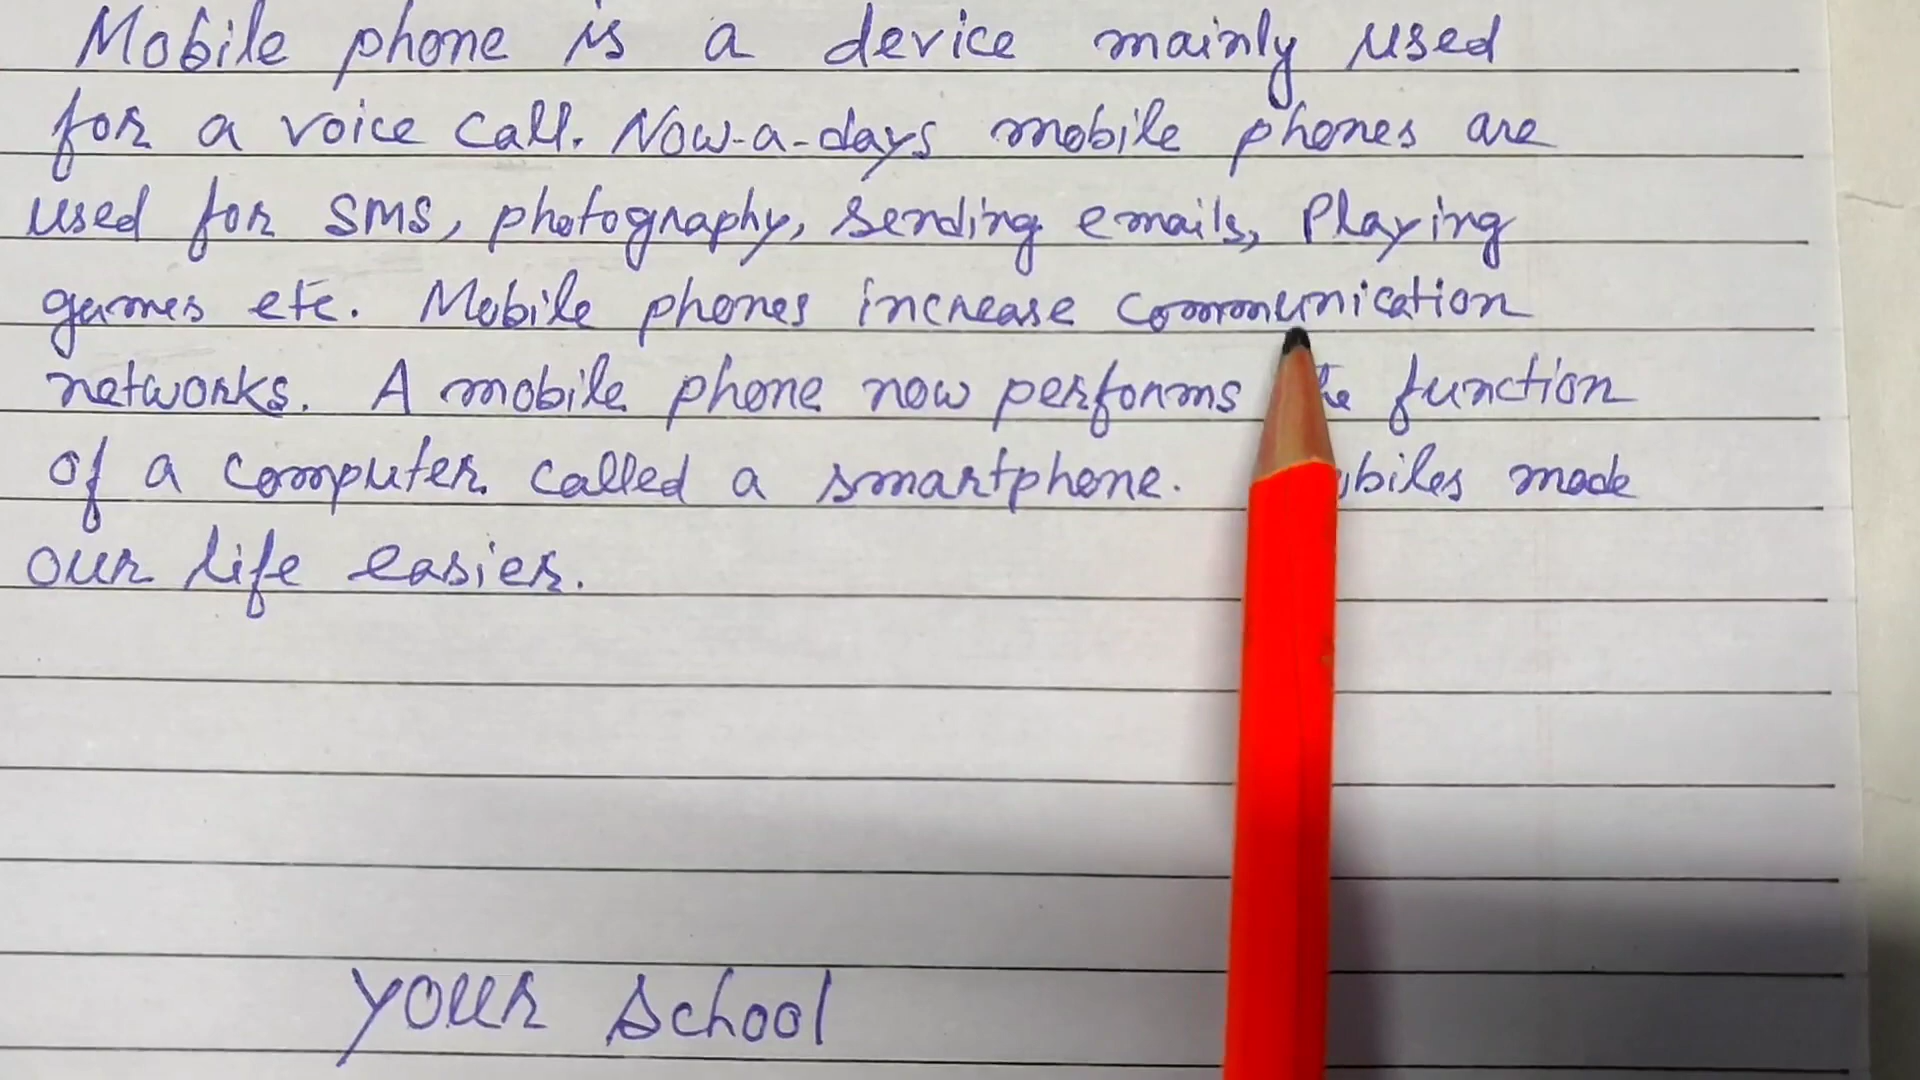 Mobile phone is a device mainly used
for a voice call. Now-a-days mobile phones are
used for SMS, photography, sending emails, Playing
games etc. Mobile phones increase communication
networks. A mobile phone now performs the function
of a computer called a smartphone. mobiles made
our life easier.
Your School